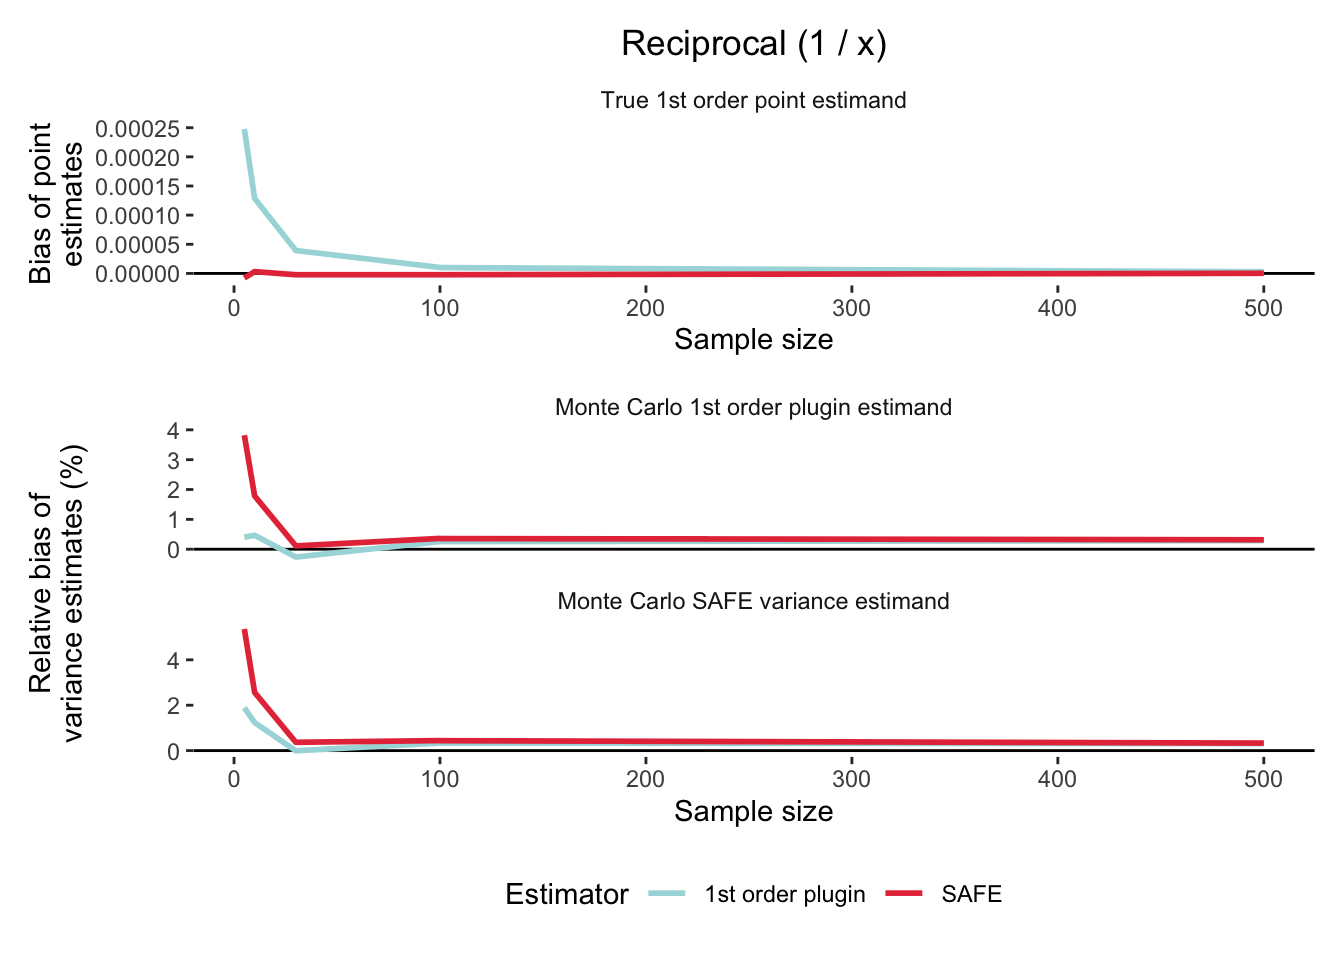 Reciprocal (1 / x)
True 1st order point estimand
Bias of point
estimates
0.00025
0.00020
0.00015
0.00010
0.00005
0.00000
0 100 200 300 400 500
Sample size
Monte Carlo 1st order plugin estimand
Relative bias of
variance estimates (%)
4
3
2
1
0
Monte Carlo SAFE variance estimand
4
2
0
0 100 200 300 400 500
Sample size
Estimator 1st order plugin SAFE